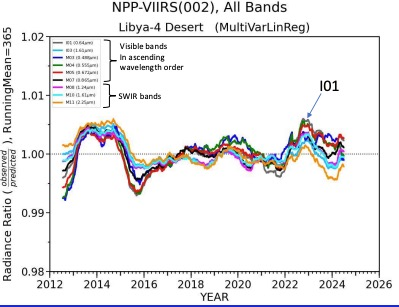 NPP-VIIRS(002), All Bands
Libya-4 Desert (MultiVarLinReg)
Radiance Ratio ( observed / predicted ), RunningMean=365
1.02
1.01
1.00
0.99
0.98
I01 (0.64μm)
I03 (1.61μm)
M03 (0.488μm)
M04 (0.555μm)
M05 (0.672μm)
M07 (0.865μm)
M08 (1.24μm)
M10 (1.61μm)
M11 (2.25μm)
Visible bands
In ascending
wavelength order
SWIR bands
I01
2012 2014 2016 2018 2020 2022 2024 2026
YEAR